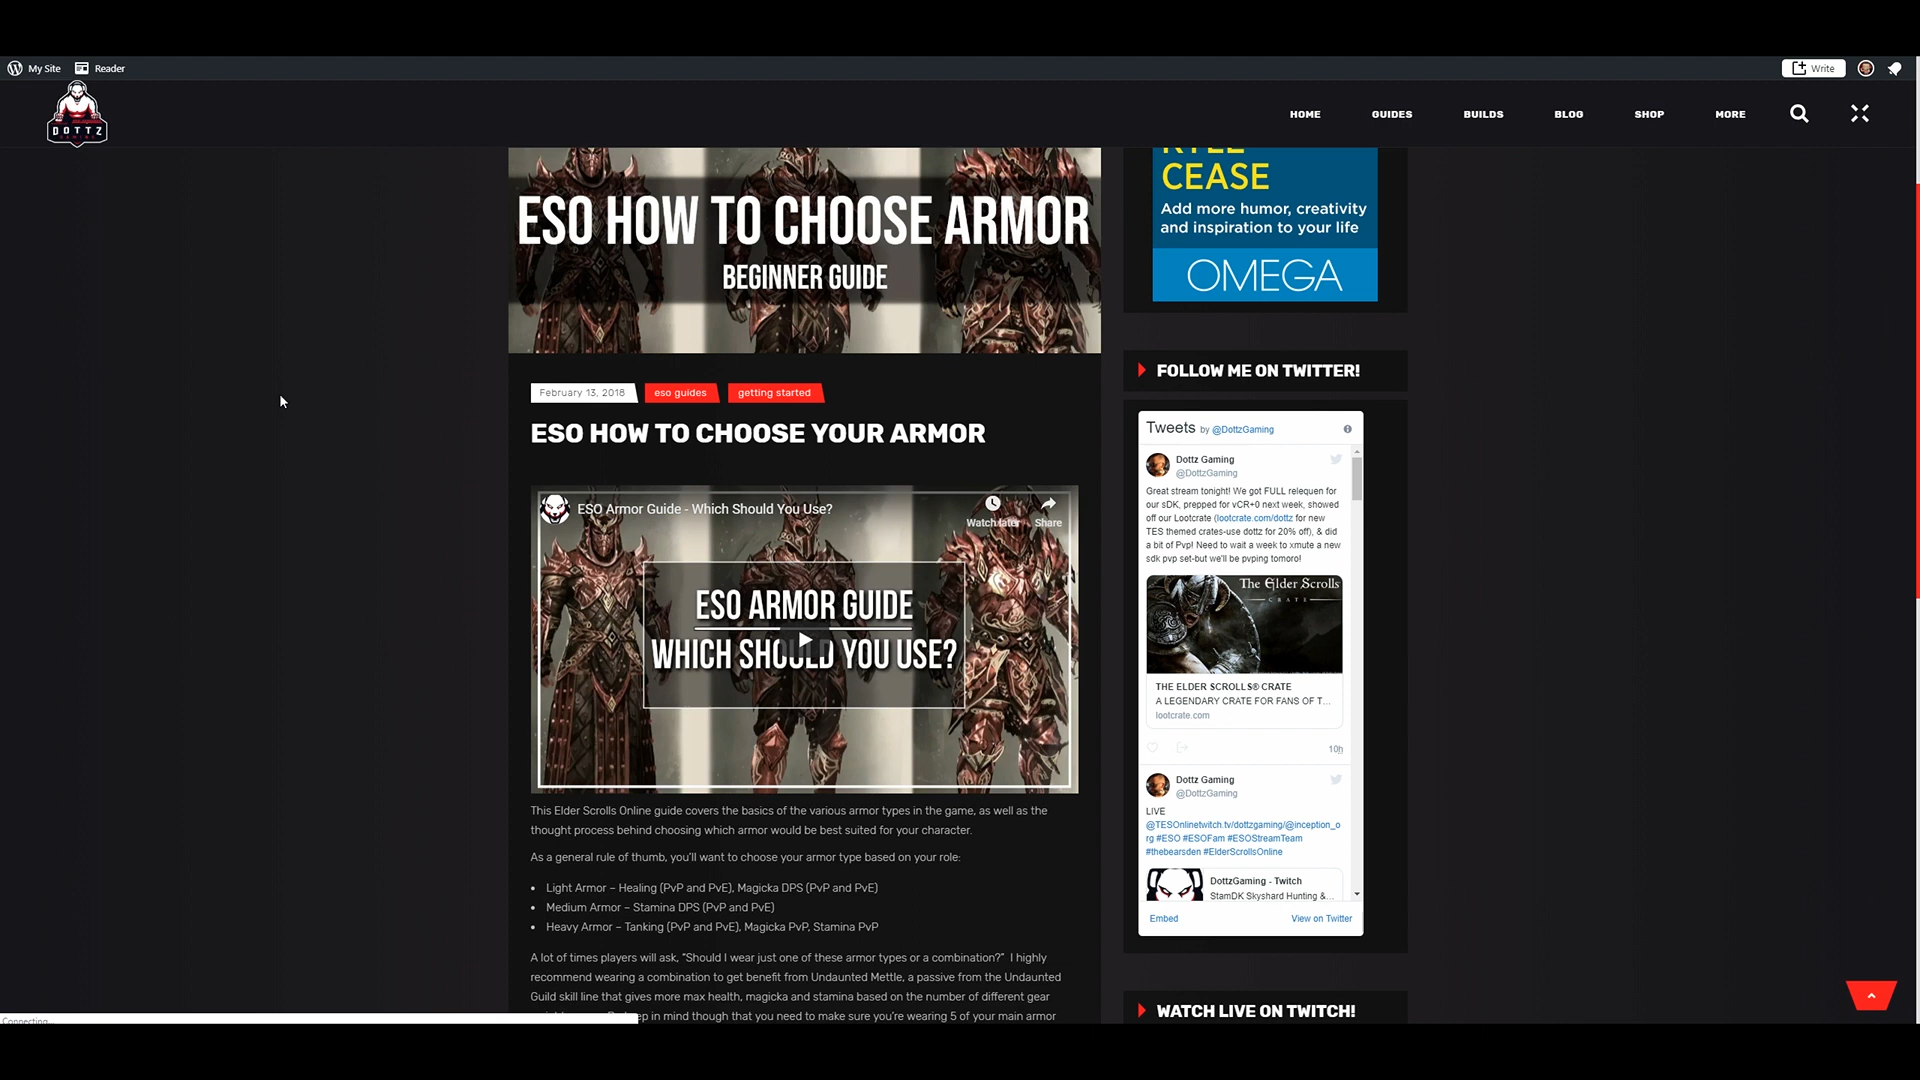 My Site Reader Write
DOTTZ
HOME GUIDES BUILDS BLOG SHOP MORE
ESO HOW TO CHOOSE ARMOR
BEGINNER GUIDE
CEASE
Add more humor, creativity
and inspiration to your life
OMEGA
February 13, 2018 eso guides getting started
ESO HOW TO CHOOSE YOUR ARMOR
ESO Armor Guide - Which Should You Use?
Watch later Share
ESO ARMOR GUIDE
WHICH SHOULD YOU USE?
This Elder Scrolls Online guide covers the basics of the various armor types in the game, as well as the
thought process behind choosing which armor would be best suited for your character.
As a general rule of thumb, you'll want to choose your armor type based on your role:
• Light Armor – Healing (PvP and PvE), Magicka DPS (PvP and PvE)
• Medium Armor – Stamina DPS (PvP and PvE)
• Heavy Armor – Tanking (PvP and PvE), Magicka PvP, Stamina PvP
A lot of times players will ask, "Should I wear just one of these armor types or a combination?" I highly
recommend wearing a combination to get benefit from Undaunted Mettle, a passive from the Undaunted
Guild skill line that gives more max health, magicka and stamina based on the number of different gear
in mind though that you need to make sure you're wearing 5 of your main armor
Connecting...
FOLLOW ME ON TWITTER!
Tweets by @DottzGaming
Dottz Gaming
@DottzGaming
Great stream tonight! We got FULL relequen for
our sDK, prepped for vCR+0 next week, showed
off our Lootcrate (lootcrate.com/dottz for new
TES themed crates-use dottz for 20% off), & did
a bit of Pvp! Need to wait a week to xmute a new
sdk pvp set-but we'll be pvping tomoro!
The Elder Scrolls
CRATE
THE ELDER SCROLLS® CRATE
A LEGENDARY CRATE FOR FANS OF T...
lootcrate.com
10h
Dottz Gaming
@DottzGaming
LIVE
@TESOnlinetwitch.tv/dottzgaming/@inception_o
rg #ESO #ESOFam #ESOStreamTeam
#thebearsden #ElderScrollsOnline
DottzGaming - Twitch
StamDK Skyshard Hunting &...
Embed View on Twitter
WATCH LIVE ON TWITCH!